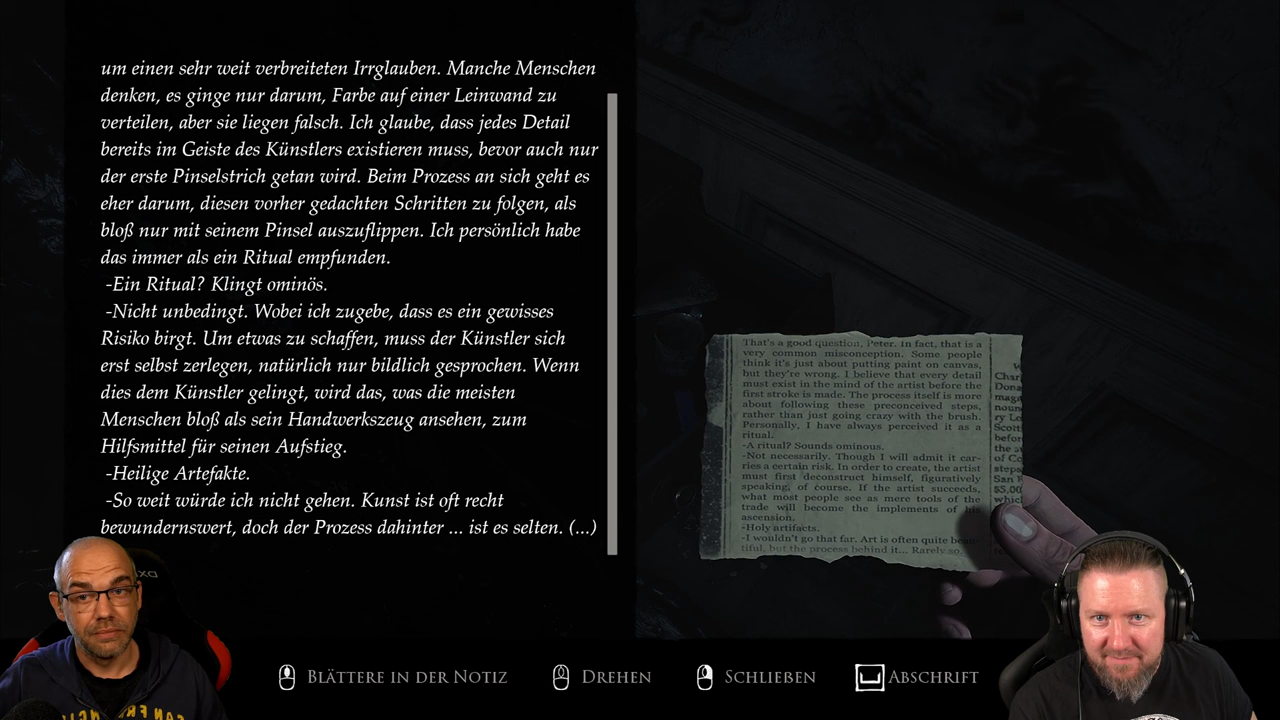 um einen sehr weit verbreiteten Irrglauben. Manche Menschen
denken, es ginge nur darum, Farbe auf einer Leinwand zu
verteilen, aber sie liegen falsch. Ich glaube, dass jedes Detail
bereits im Geiste des Künstlers existieren muss, bevor auch nur
der erste Pinselstrich getan wird. Beim Prozess an sich geht es
eher darum, diesen vorher gedachten Schritten zu folgen, als
bloß nur mit seinem Pinsel auszuflippen. Ich persönlich habe
das immer als ein Ritual empfunden.
-Ein Ritual? Klingt ominös.
-Nicht unbedingt. Wobei ich zugebe, dass es ein gewisses
Risiko birgt. Um etwas zu schaffen, muss der Künstler sich
erst selbst zerlegen, natürlich nur bildlich gesprochen. Wenn
dies dem Künstler gelingt, wird das, was die meisten
Menschen bloß als sein Handwerkszeug ansehen, zum
Hilfsmittel für seinen Aufstieg.
-Heilige Artefakte.
-So weit würde ich nicht gehen. Kunst ist oft recht
bewundernswert, doch der Prozess dahinter ... ist es selten. (...)
That's a good question, Peter. In fact, that is a
very common misconception. Some people
think it's just about putting paint on canvas,
but they're wrong. I believe that every detail
must exist in the mind of the artist before the
first stroke is made. The process itself is more
about following these preconceived steps,
rather than just going crazy with the brush.
Personally, I have always perceived it as a
ritual.
-A ritual? Sounds ominous.
-Not necessarily. Though I will admit it car-
ries a certain risk. In order to create, the artist
must first deconstruct himself, figuratively
speaking, of course. If the artist succeeds,
what most people see as mere tools of the
trade will become the implements of his
ascension.
-Holy artifacts.
-I wouldn't go that far. Art is often quite beau-
tiful, but the process behind it... Rarely so.
BLÄTTERE IN DER NOTIZ
DREHEN
SCHLIEßEN
ABSCHRIFT